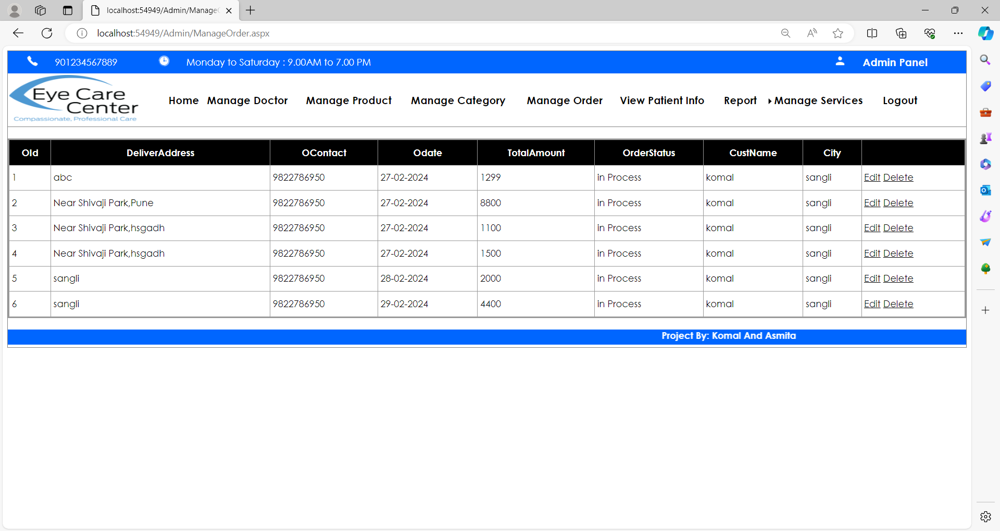 localhost:54949/Admin/Manage
localhost:54949/Admin/ManageOrder.aspx
901234567889 Monday to Saturday : 9.00AM to 7.00 PM Admin Panel
Eye Care
Center
Compassionate, Professional Care
Home Manage Doctor Manage Product Manage Category Manage Order View Patient Info Report Manage Services Logout
OId DeliverAddress OContact Odate TotalAmount OrderStatus CustName City
1 abc 9822786950 27-02-2024 1299 in Process komal sangli Edit Delete
2 Near Shivaji Park,Pune 9822786950 27-02-2024 8800 in Process komal sangli Edit Delete
3 Near Shivaji Park,hsgadh 9822786950 27-02-2024 1100 in Process komal sangli Edit Delete
4 Near Shivaji Park,hsgadh 9822786950 27-02-2024 1500 in Process komal sangli Edit Delete
5 sangli 9822786950 28-02-2024 2000 in Process komal sangli Edit Delete
6 sangli 9822786950 29-02-2024 4400 in Process komal sangli Edit Delete
Project By: Komal And Asmita